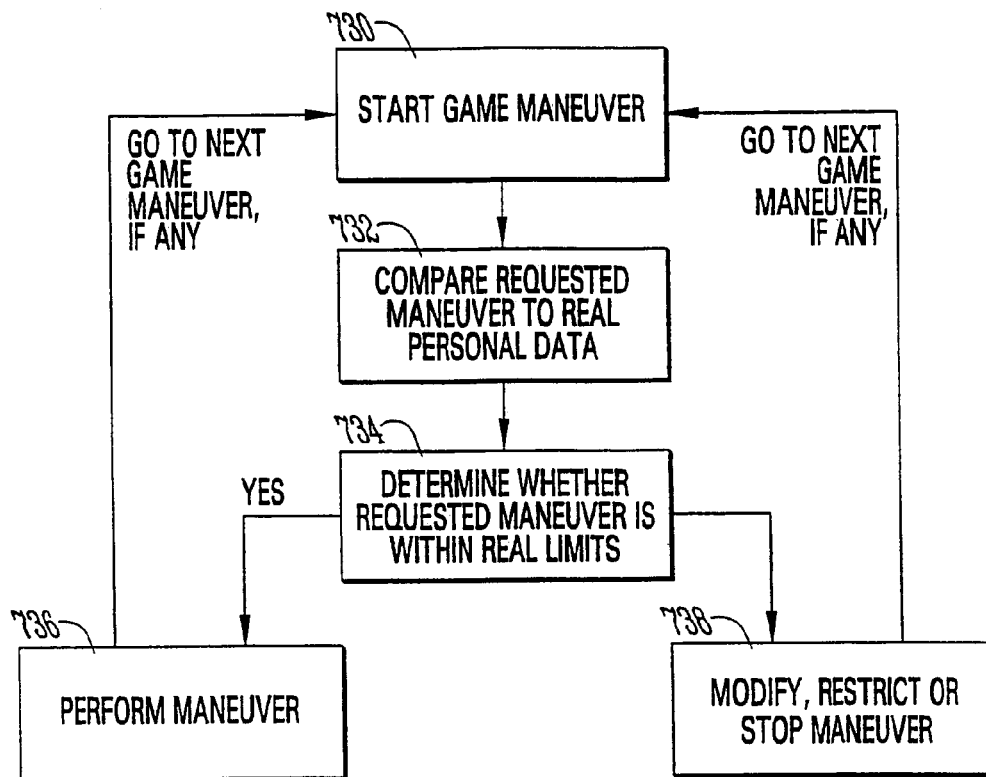 730
START GAME MANEUVER
GO TO NEXT
GAME
MANEUVER,
IF ANY
GO TO NEXT
GAME
MANEUVER,
IF ANY
732
COMPARE REQUESTED
MANEUVER TO REAL
PERSONAL DATA
734
DETERMINE WHETHER
REQUESTED MANEUVER IS
WITHIN REAL LIMITS
YES
736
PERFORM MANEUVER
738
MODIFY, RESTRICT OR
STOP MANEUVER